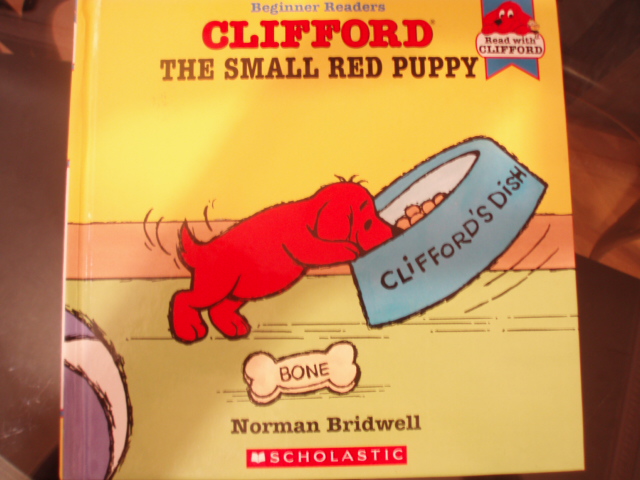 Beginner Readers
CLIFFORD®
THE SMALL RED PUPPY
Read with
CLIFFORD
CLIFFORD'S DISH
BONE
Norman Bridwell
SCHOLASTIC